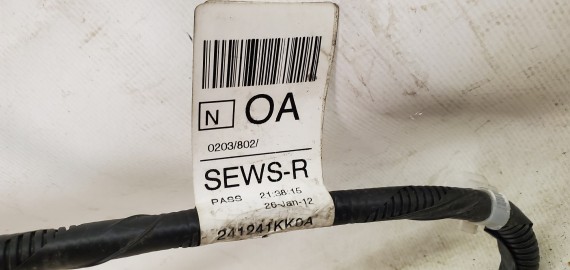 N OA
0203/802/
SEWS-R
PASS 21:38:15
26-Jan-12
241241KK0A